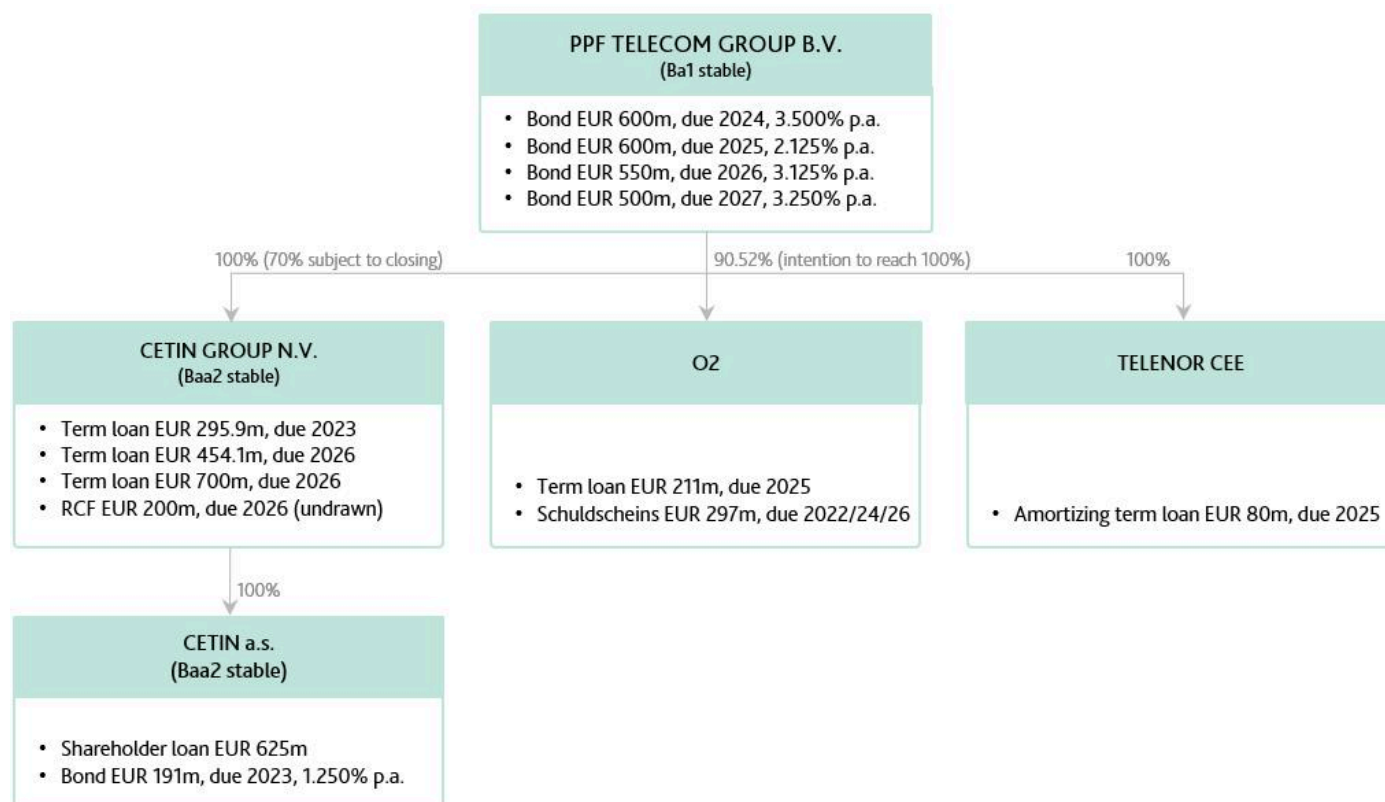 PPF TELECOM GROUP B.V.
(Ba1 stable)
• Bond EUR 600m, due 2024, 3.500% p.a.
• Bond EUR 600m, due 2025, 2.125% p.a.
• Bond EUR 550m, due 2026, 3.125% p.a.
• Bond EUR 500m, due 2027, 3.250% p.a.
100% (70% subject to closing)
90.52% (intention to reach 100%)
100%
CETIN GROUP N.V.
(Baa2 stable)
• Term loan EUR 295.9m, due 2023
• Term loan EUR 454.1m, due 2026
• Term loan EUR 700m, due 2026
• RCF EUR 200m, due 2026 (undrawn)
O2
• Term loan EUR 211m, due 2025
• Schuldscheins EUR 297m, due 2022/24/26
TELENOR CEE
• Amortizing term loan EUR 80m, due 2025
100%
CETIN a.s.
(Baa2 stable)
• Shareholder loan EUR 625m
• Bond EUR 191m, due 2023, 1.250% p.a.